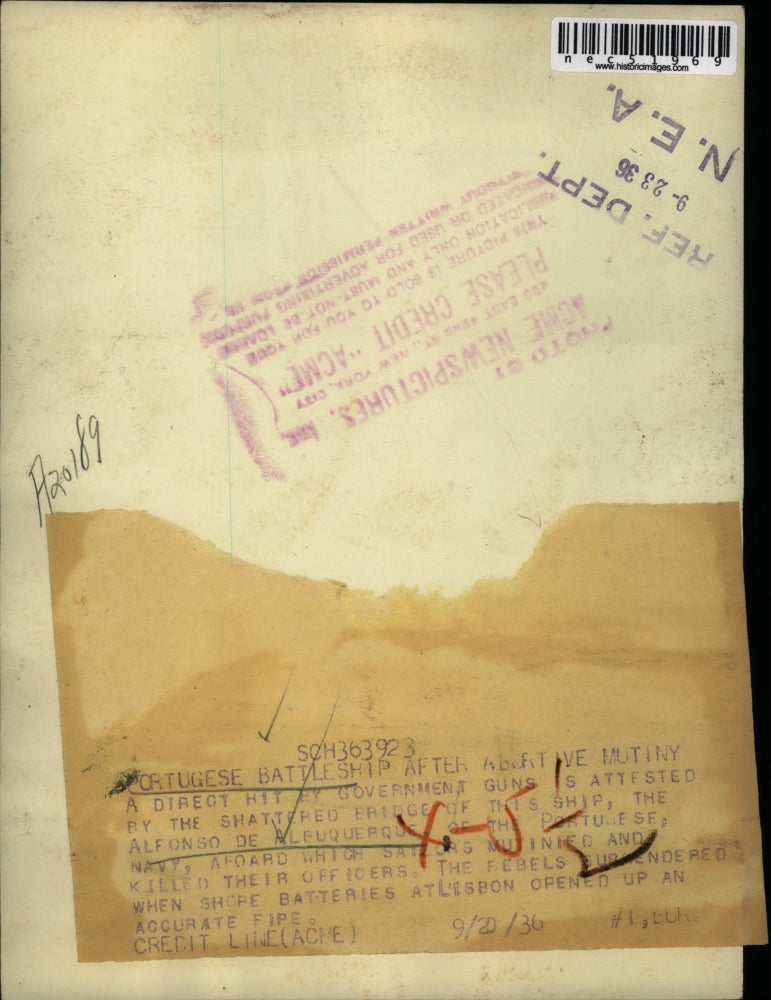 nec51969
www.historicimages.com
N. E. A.
9-23 36
REF. DEPT.
PHOTO BY
ACME NEWSPICTURES, INC.
220 EAST 42ND ST., NEW YORK CITY
PLEASE CREDIT "ACME"
THIS PICTURE IS SOLD TO YOU FOR YOUR
PUBLICATION ONLY AND MUST NOT BE LOANED
OR USED FOR ADVERTISING PURPOSES
WITHOUT WRITTEN PERMISSION FROM US
A20189
SCH363923
PORTUGESE BATTLESHIP AFTER ABORTIVE MUTINY
A DIRECT HIT BY GOVERNMENT GUNS IS ATTESTED
BY THE SHATTERED BRIDGE OF THIS SHIP, THE
ALFONSO DE ALBUQUERQUE OF THE PORTUGESE,
NAVY, ABOARD WHICH SAILORS MUTINIED AND
KILLED THEIR OFFICERS. THE REBELS SURRENDERED
WHEN SHORE BATTERIES AT LISBON OPENED UP AN
ACCURATE FIRE.
CREDIT LINE(ACME) 9/20/36 #1, EUR.